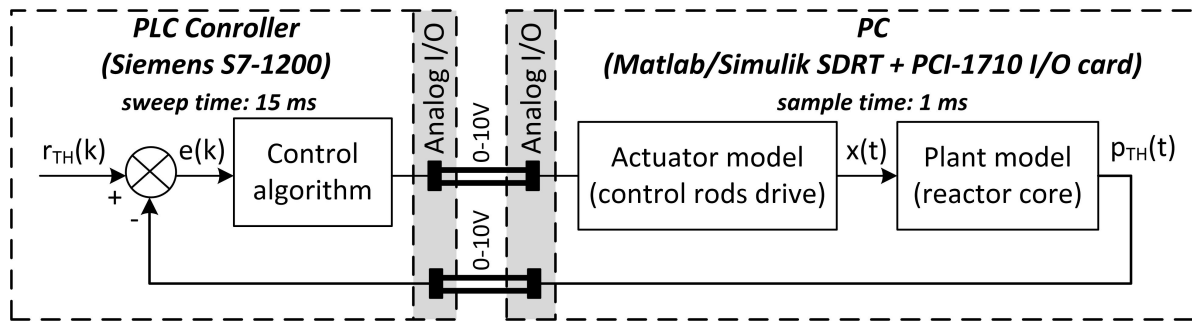 PLC Conroller
(Siemens S7-1200)
sweep time: 15 ms
Analog I/O
0-10V
0-10V
Analog I/O
PC
(Matlab/Simulik SDRT + PCI-1710 I/O card)
sample time: 1 ms
rTH(k)
+
-
e(k)
Control
algorithm
Actuator model
(control rods drive)
x(t)
Plant model
(reactor core)
pTH(t)